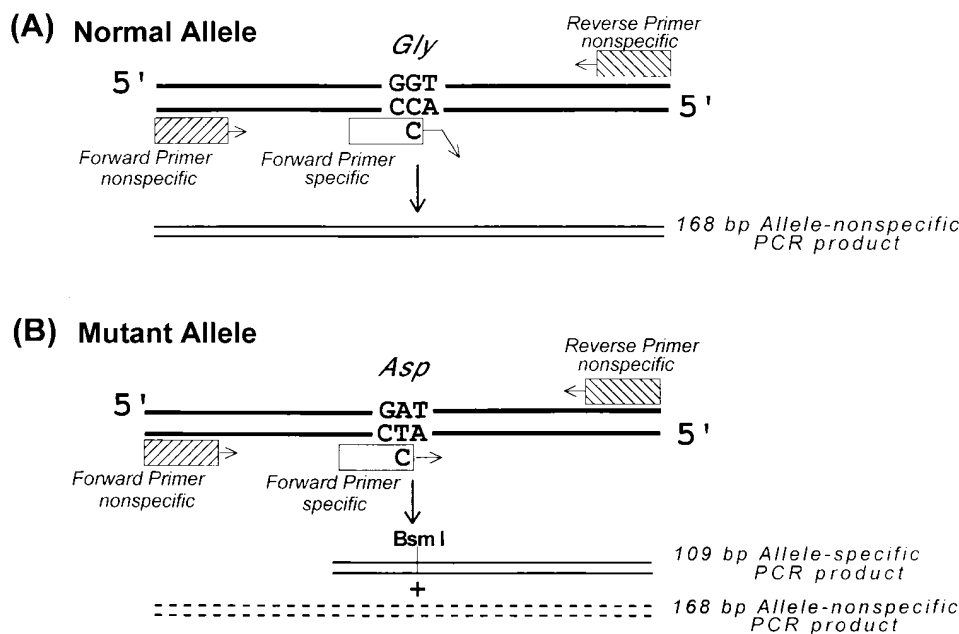 (A) Normal Allele
Gly
Reverse Primer
nonspecific
5'
GGT
CCA
5'
C
Forward Primer
nonspecific
Forward Primer
specific
168 bp Allele-nonspecific
PCR product
(B) Mutant Allele
Asp
Reverse Primer
nonspecific
5'
GAT
CTA
5'
C
Forward Primer
nonspecific
Forward Primer
specific
Bsm I
109 bp Allele-specific
PCR product
+
168 bp Allele-nonspecific
PCR product